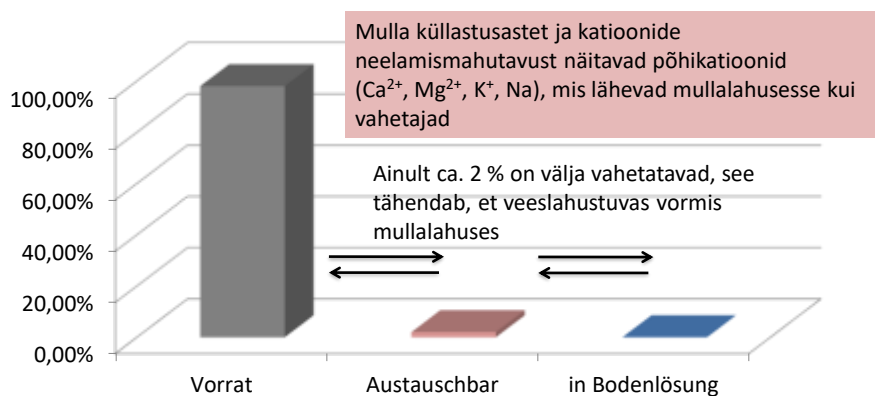 Mulla küllastusastet ja katioonide
neelamismahutavust näitavad põhikatioonid
(Ca²⁺, Mg²⁺, K⁺, Na), mis lähevad mullalahusesse kui
vahetajad
Ainult ca. 2 % on välja vahetatavad, see
tähendab, et veeslahustuvas vormis
mullalahuses
100,00%
80,00%
60,00%
40,00%
20,00%
0,00%
Vorrat Austauschbar in Bodenlösung